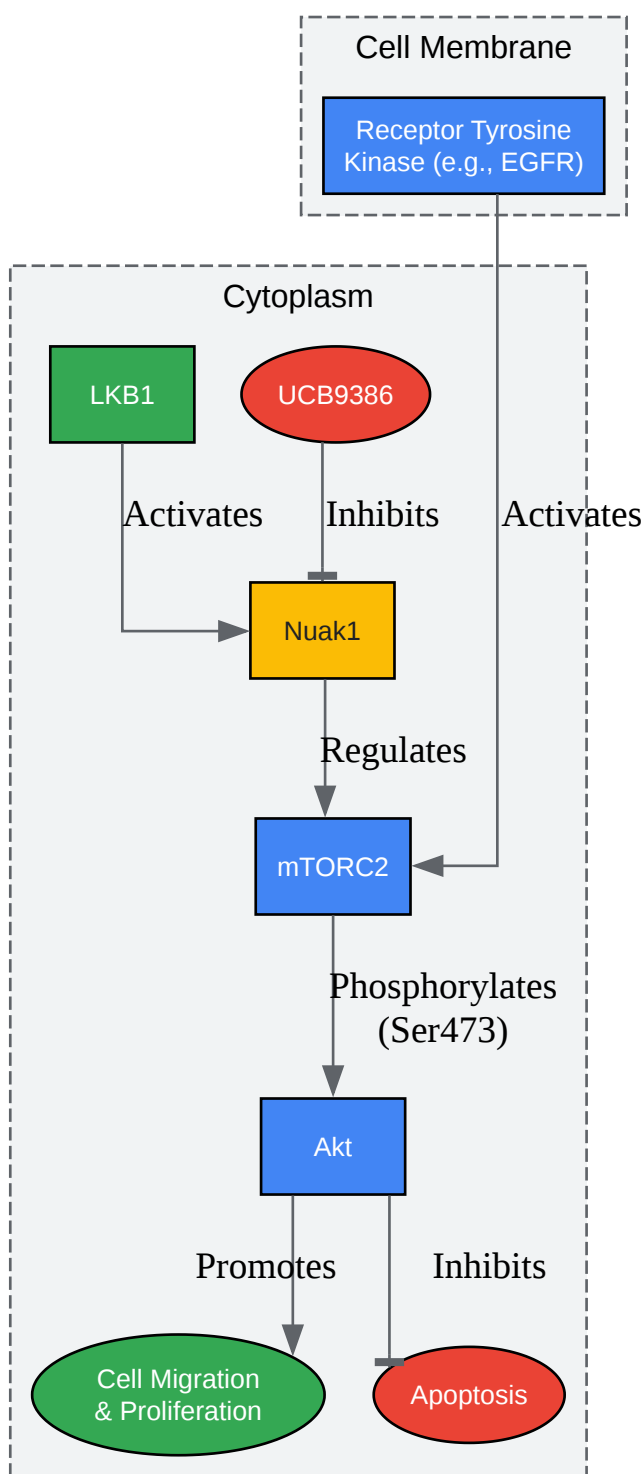 Cell Membrane
Receptor Tyrosine
Kinase (e.g., EGFR)
Cytoplasm
LKB1
UCB9386
Activates
Inhibits
Activates
Nuak1
Regulates
mTORC2
Phosphorylates
(Ser473)
Akt
Promotes
Inhibits
Cell Migration
& Proliferation
Apoptosis